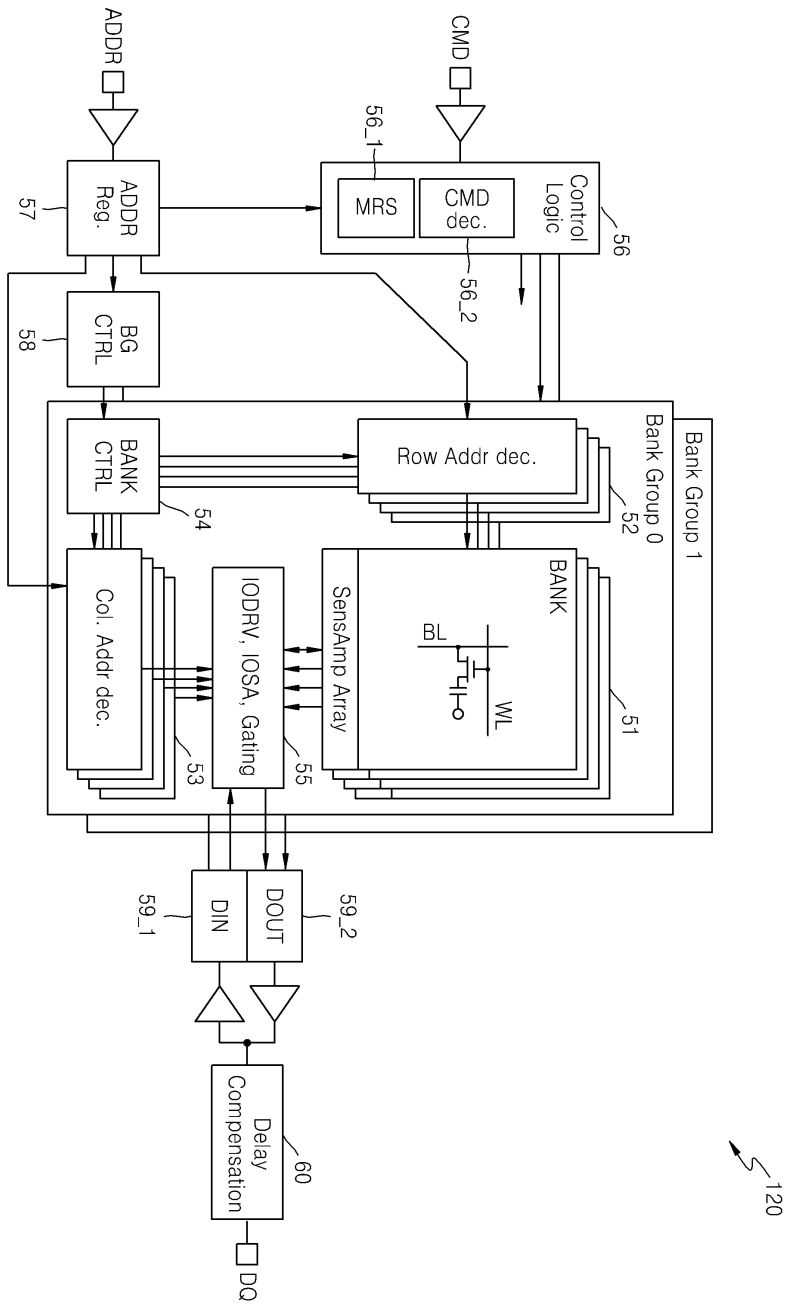 120
CMD
56_1
MRS
CMD
dec.
Control
Logic
56
56_2
ADDR
ADDR
Reg.
57
BG
CTRL
58
Bank Group 1
Bank Group 0
BANK
CTRL
54
Row Addr dec.
52
BANK
BL
WL
51
SensAmp Array
IODRV, IOSA, Gating
55
Col. Addr dec.
53
DOUT
59_2
DIN
59_1
Delay
Compensation
60
DQ